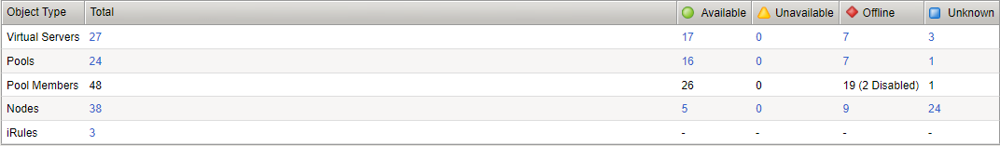 Object Type Total Available Unavailable Offline Unknown
Virtual Servers 27 17 0 7 3
Pools 24 16 0 7 1
Pool Members 48 26 0 19 (2 Disabled) 1
Nodes 38 5 0 9 24
iRules 3 - - - -